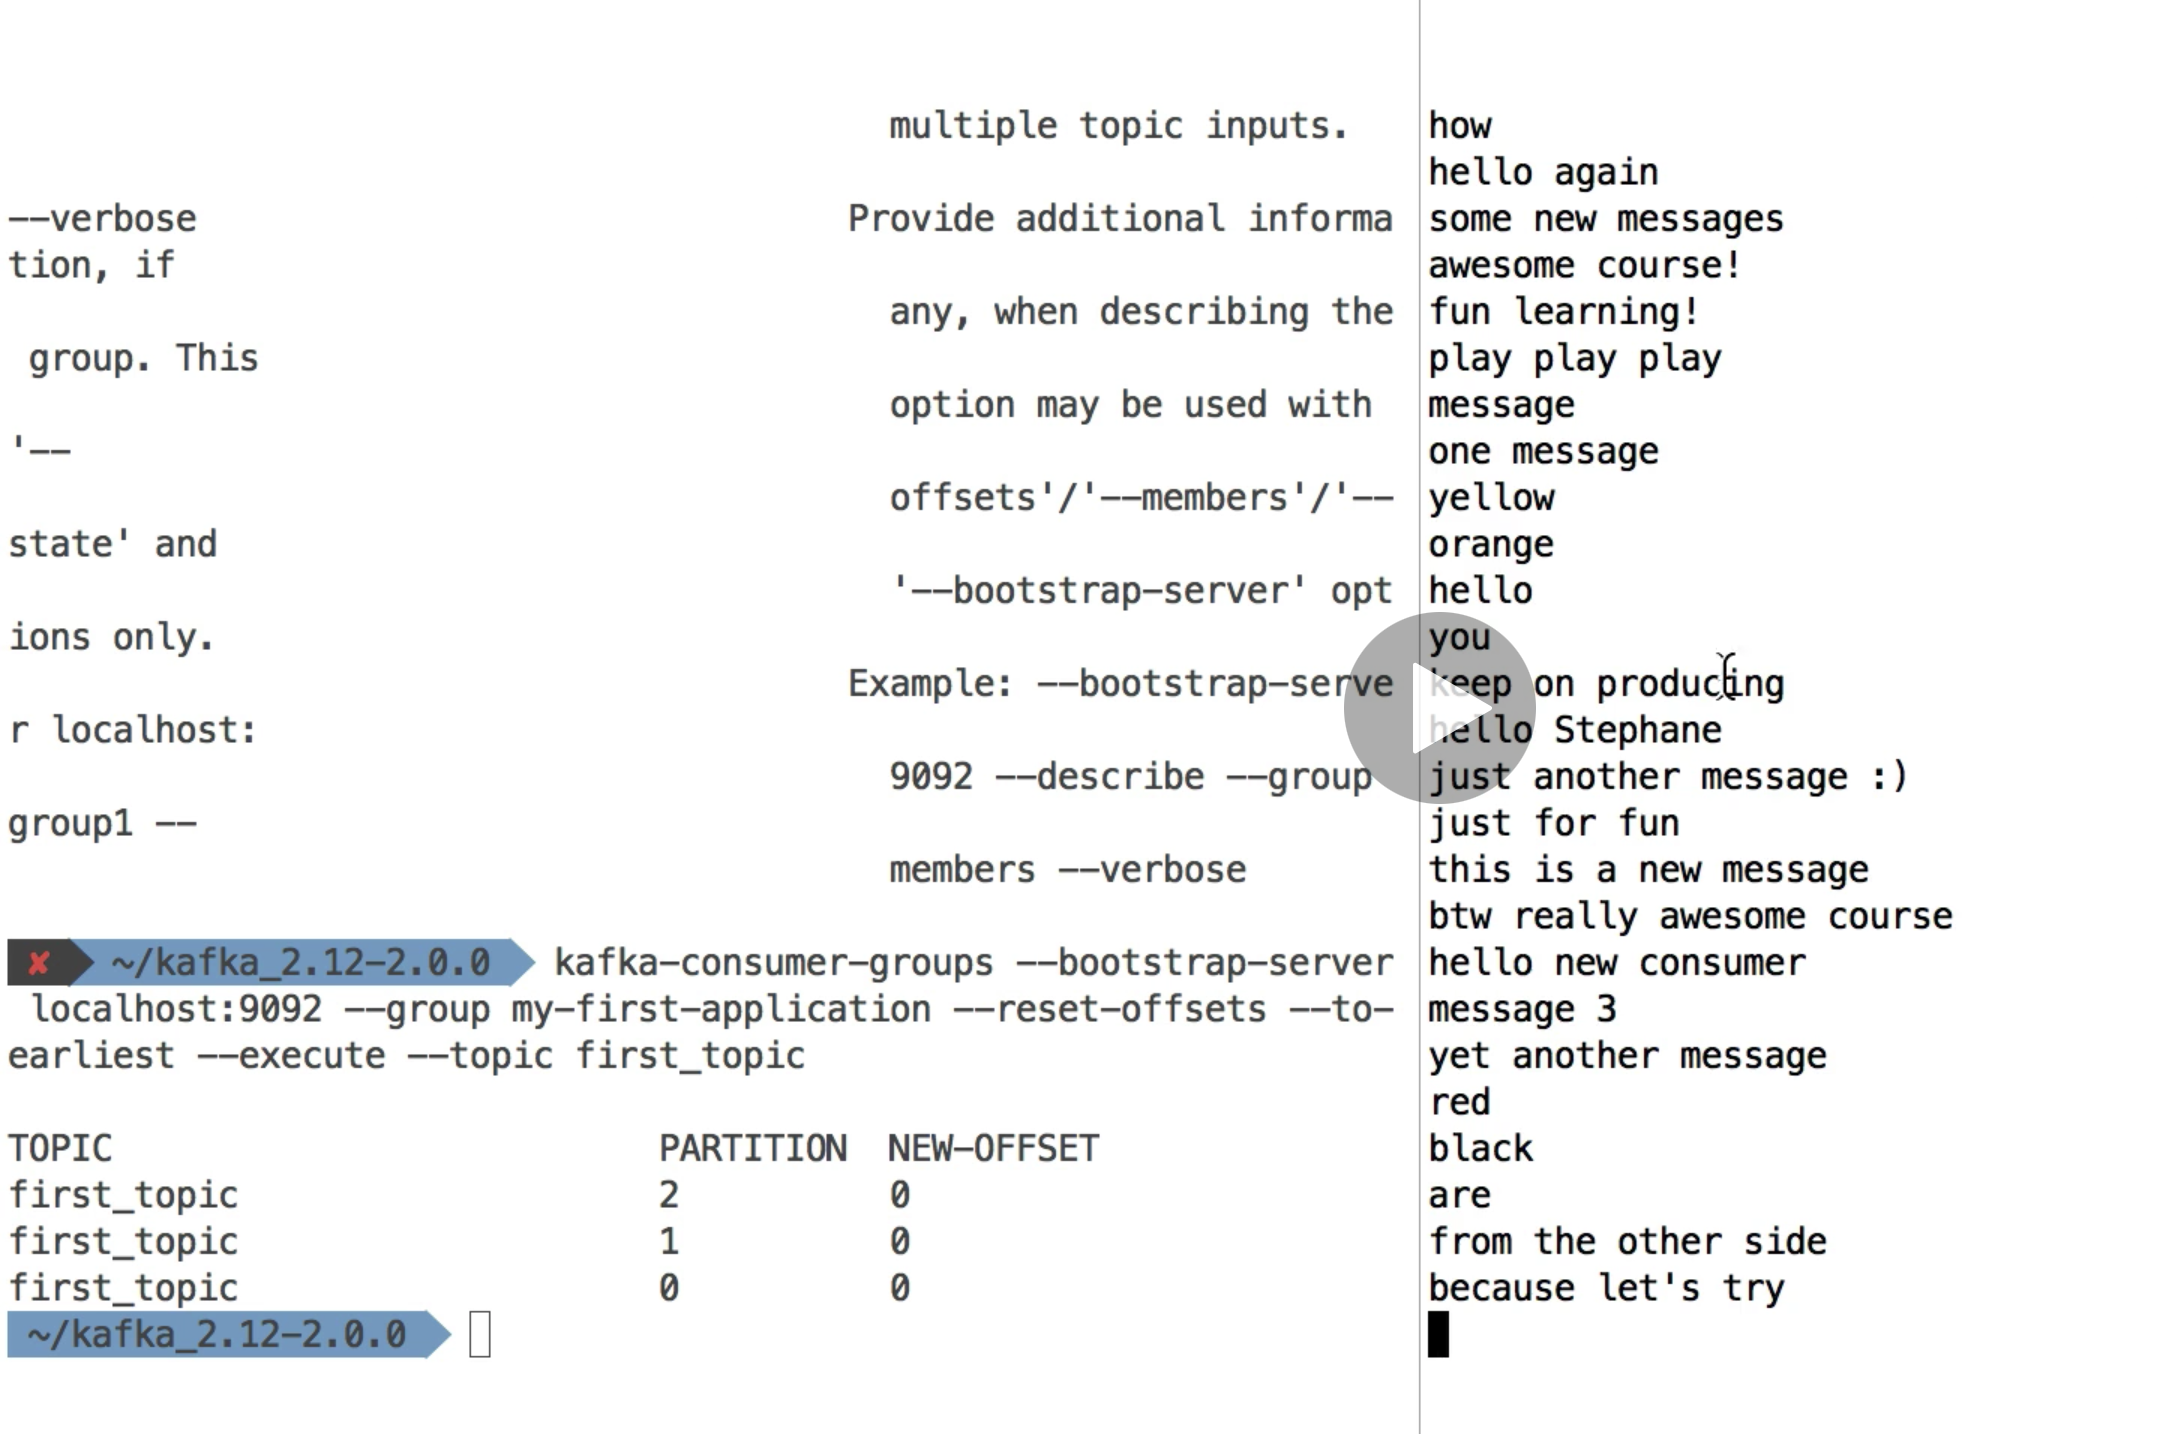 multiple topic inputs.
--verbose Provide additional informa
tion, if
any, when describing the
group. This
option may be used with
'--
offsets'/'--members'/'--
state' and
'--bootstrap-server' opt
ions only.
Example: --bootstrap-serve
r localhost:
9092 --describe --group
group1 --
members --verbose
✘ ~/kafka_2.12-2.0.0 kafka-consumer-groups --bootstrap-server
localhost:9092 --group my-first-application --reset-offsets --to-
earliest --execute --topic first_topic
TOPIC PARTITION NEW-OFFSET
first_topic 2 0
first_topic 1 0
first_topic 0 0
~/kafka_2.12-2.0.0
how
hello again
some new messages
awesome course!
fun learning!
play play play
message
one message
yellow
orange
hello
you
keep on producing
hello Stephane
just another message :)
just for fun
this is a new message
btw really awesome course
hello new consumer
message 3
yet another message
red
black
are
from the other side
because let's try